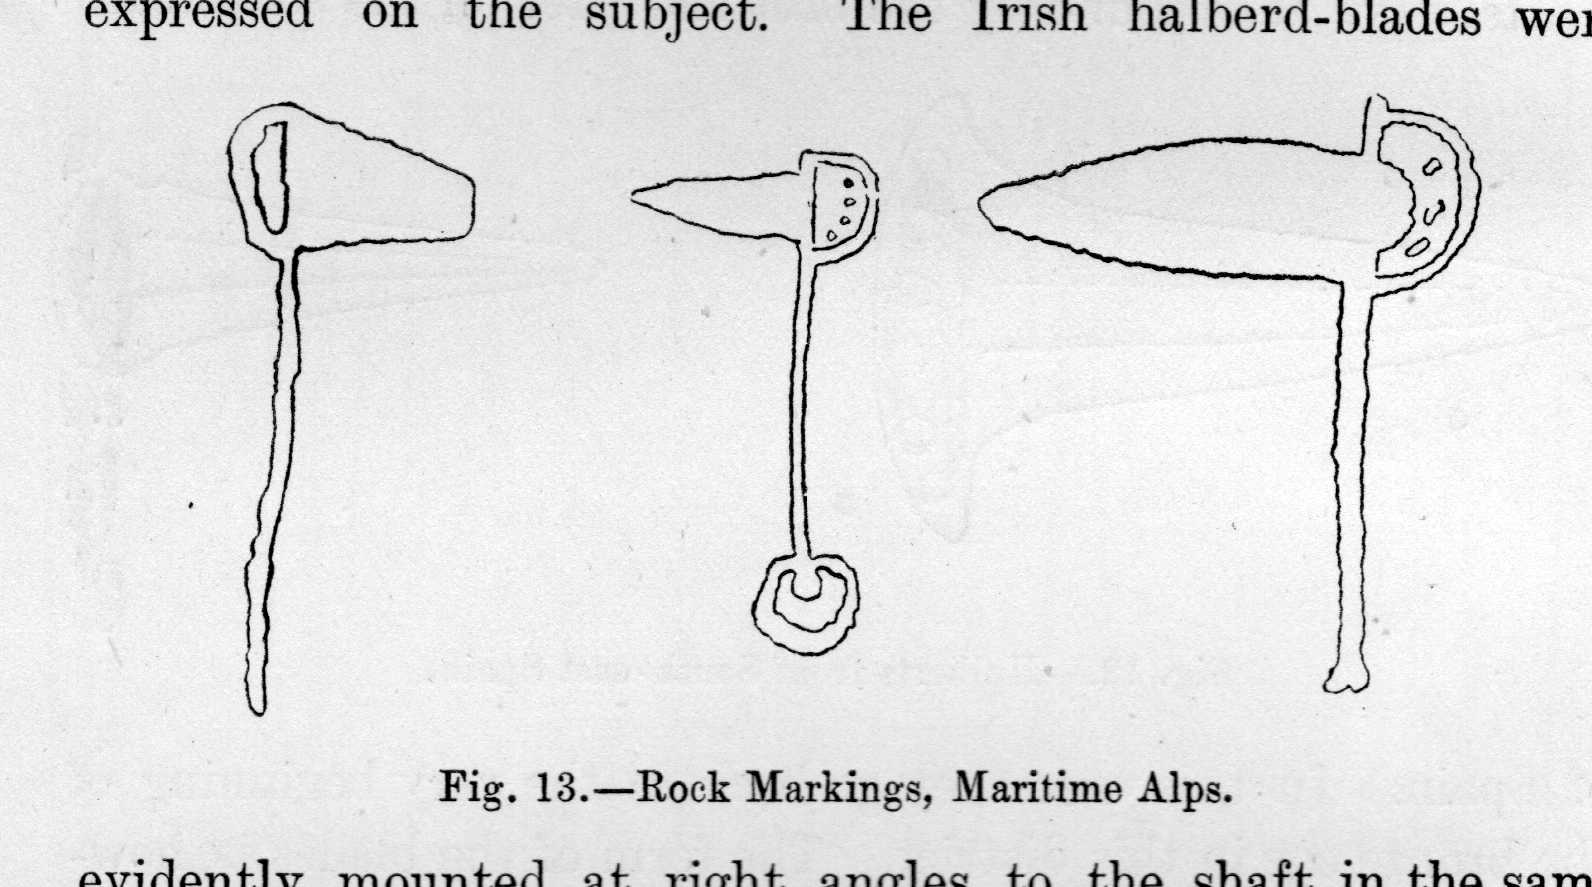 expressed on the subject. The Irish halberd-blades
Fig. 13.—Rock Markings, Maritime Alps.
evidently mounted at right angles to the shaft in the